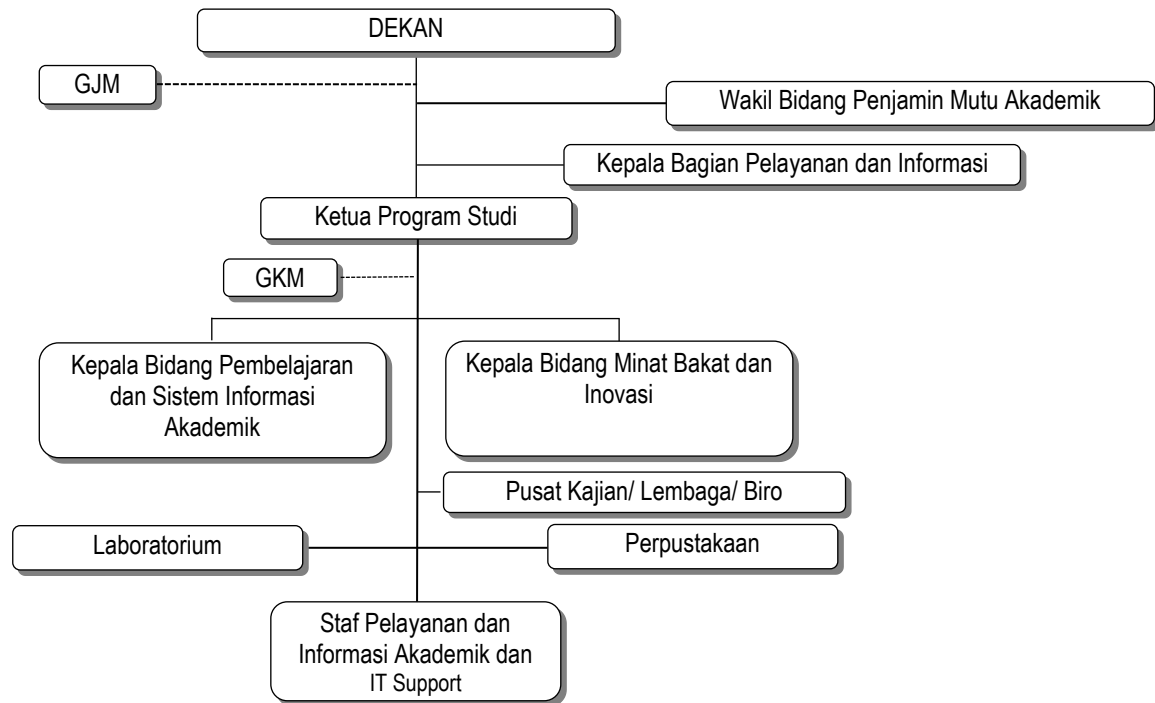 DEKAN
GJM
Wakil Bidang Penjamin Mutu Akademik
Kepala Bagian Pelayanan dan Informasi
Ketua Program Studi
GKM
Kepala Bidang Pembelajaran
dan Sistem Informasi
Akademik
Kepala Bidang Minat Bakat dan
Inovasi
Pusat Kajian/ Lembaga/ Biro
Laboratorium
Perpustakaan
Staf Pelayanan dan
Informasi Akademik dan
IT Support